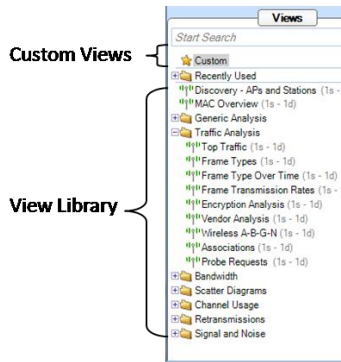 Views
Start Search
Custom Views
Custom
Recently Used
Discovery - APs and Stations (1s -
MAC Overview (1s - 1d)
Generic Analysis
Traffic Analysis
Top Traffic (1s - 1d)
Frame Types (1s - 1d)
Frame Type Over Time (1s - 1d)
Frame Transmission Rates (1s -
View Library
Encryption Analysis (1s - 1d)
Vendor Analysis (1s - 1d)
Wireless A-B-G-N (1s - 1d)
Associations (1s - 1d)
Probe Requests (1s - 1d)
Bandwidth
Scatter Diagrams
Channel Usage
Retransmissions
Signal and Noise